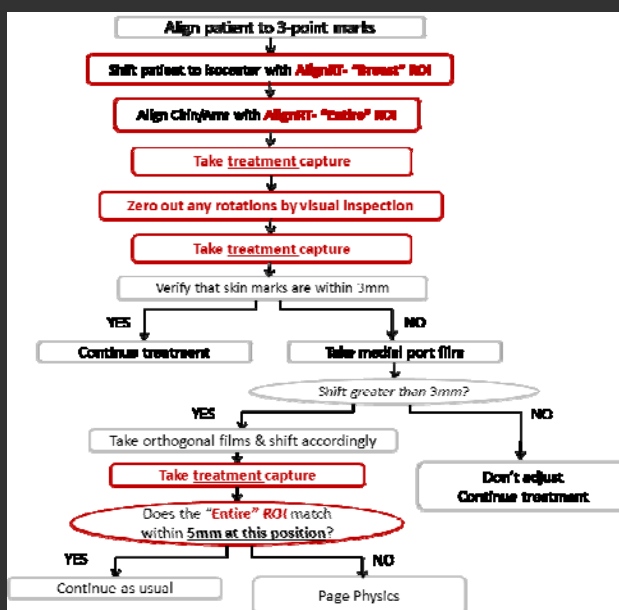 Align patient to 3-point marks
Shift patient to isocenter with AlignRT- "Breast" ROI
Align Chin/Arm with AlignRT- "Entire" ROI
Take treatment capture
Zero out any rotations by visual inspection
Take treatment capture
Verify that skin marks are within 3mm
YES
NO
Continue treatment
Take medial port film
Shift greater than 3mm?
YES
NO
Take orthogonal films & shift accordingly
Take treatment capture
Don't adjust
Continue treatment
Does the "Entire" ROI match
within 5mm at this position?
YES
NO
Continue as usual
Page Physics